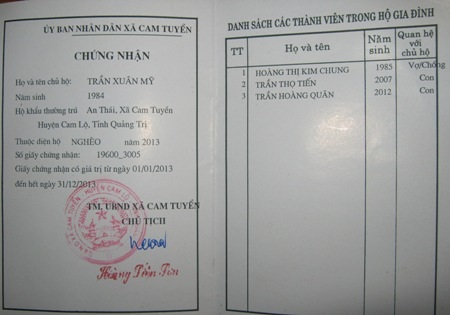 ỦY BAN NHÂN DÂN XÃ CAM TUYỀN
CHỨNG NHẬN
Họ và tên chủ hộ: TRẦN XUÂN MỸ
Năm sinh 1984
Hộ khẩu thường trú An Thái, Xã Cam Tuyền
Huyện Cam Lộ, Tỉnh Quảng Trị
Thuộc diện hộ NGHÈO năm 2013
Số giấy chứng nhận: 19600_3005
Giấy chứng nhận có giá trị từ ngày 01/01/2013
đến hết ngày 31/12/2013
TM. UBND XÃ CAM TUYỀN
CHỦ TỊCH
DANH SÁCH CÁC THÀNH VIÊN TRONG HỘ GIA ĐÌNH
TT Họ và tên Năm sinh Quan hệ với chủ hộ
1 HOÀNG THỊ KIM CHUNG 1985 Vợ/Chồng
2 TRẦN THỌ TIẾN 2007 Con
3 TRẦN HOÀNG QUÂN 2012 Con